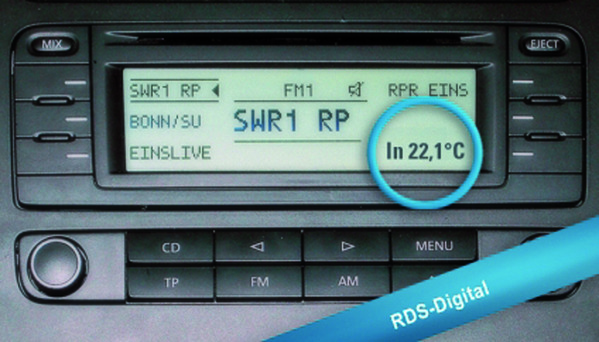 MIX
EJECT
SWR1 RP FM1 RPR EINS
BONN/SU SWR1 RP
EINSLIVE In 22,1°C
CD MENU
TP FM AM
RDS-Digital